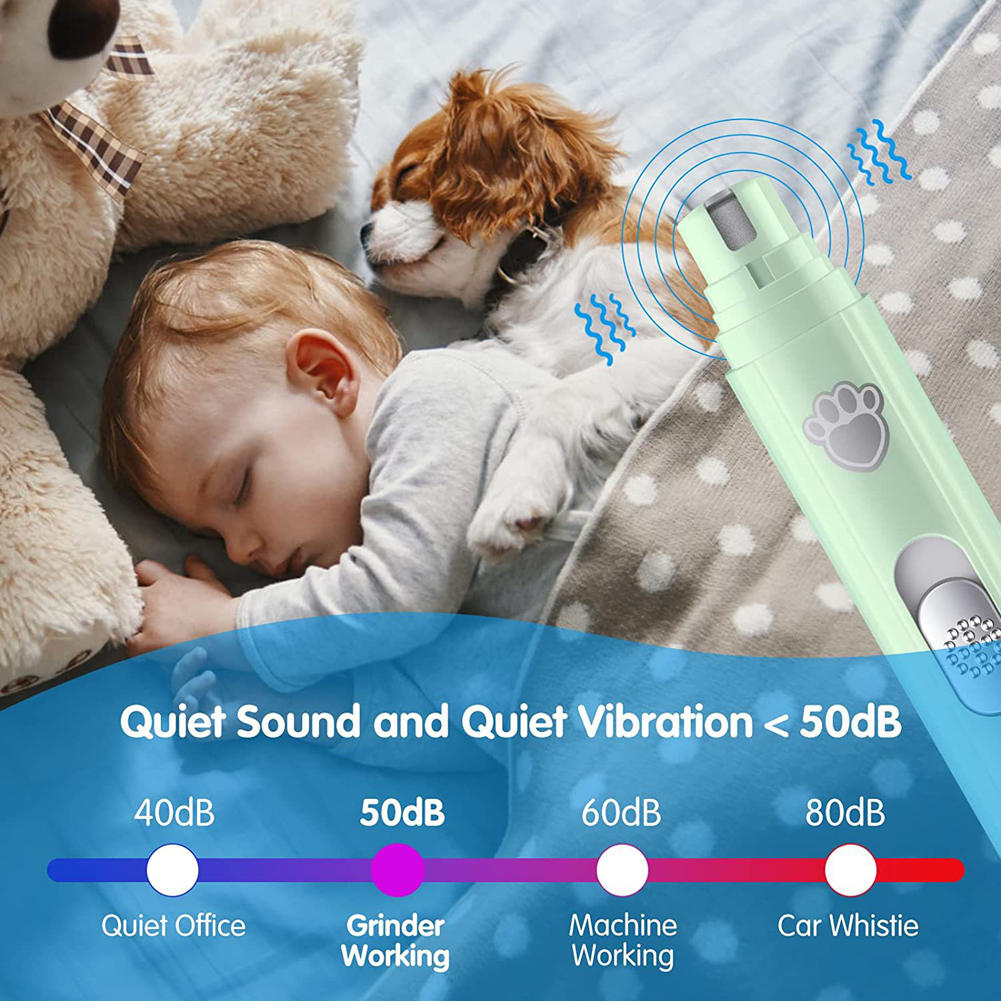 Quiet Sound and Quiet Vibration < 50dB
40dB
50dB
60dB
80dB
Quiet Office
Grinder
Working
Machine
Working
Car Whistie